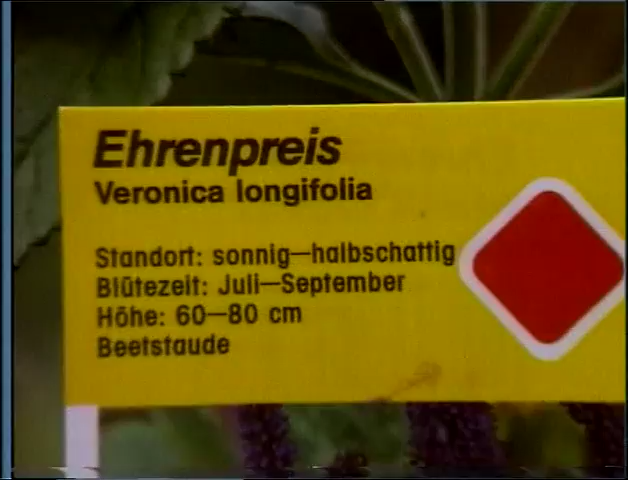 Ehrenpreis
Veronica longifolia
Standort: sonnig—halbschattig
Blütezeit: Juli—September
Höhe: 60—80 cm
Beetstaude